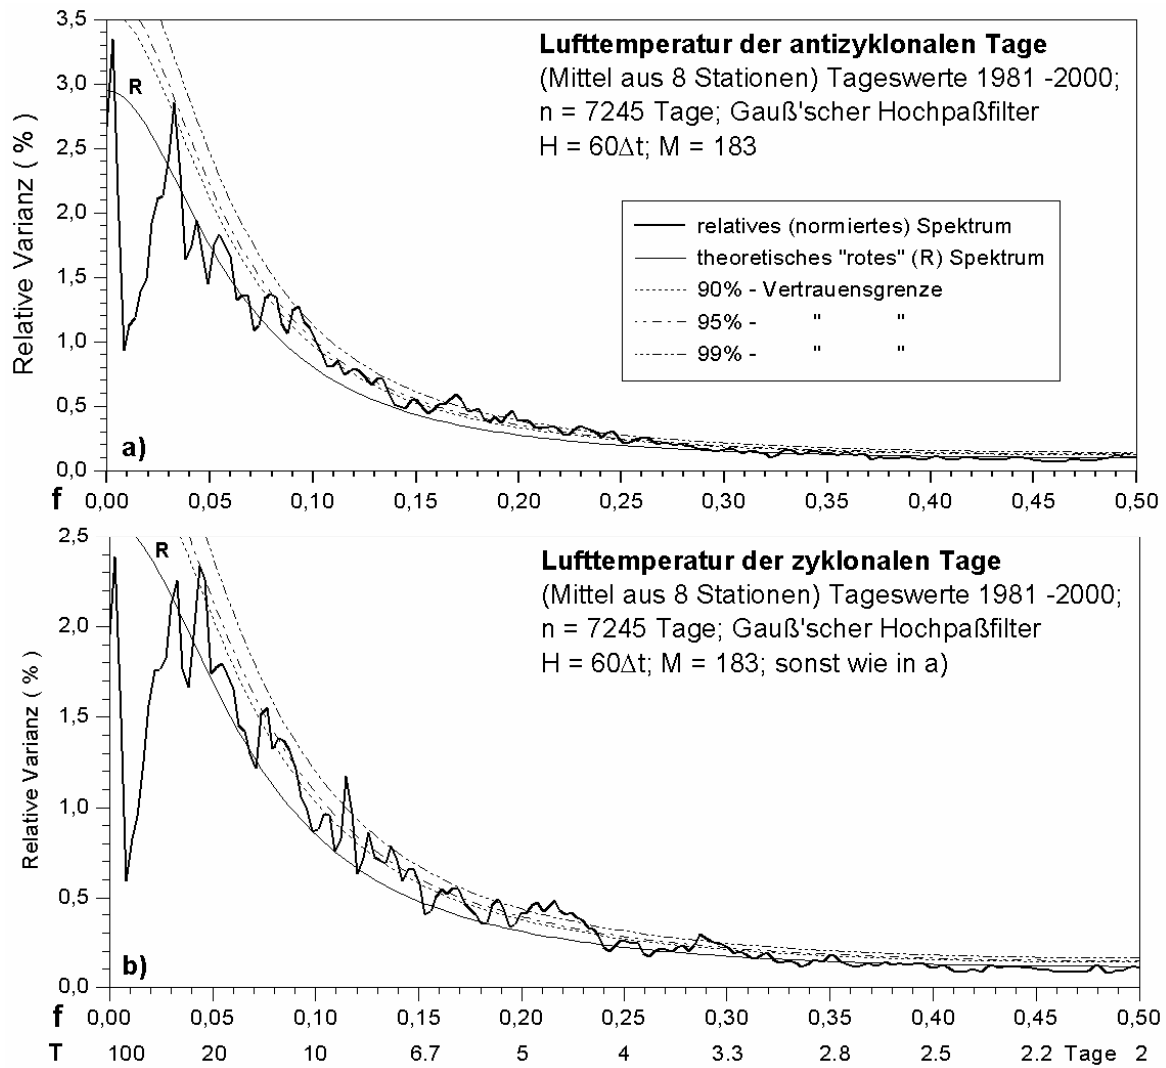 3,5
Lufttemperatur der antizyklonalen Tage
(Mittel aus 8 Stationen) Tageswerte 1981 -2000;
n = 7245 Tage; Gauß'scher Hochpaßfilter
H = 60Δt; M = 183
3,0
R
2,5
2,0
1,5
1,0
0,5
0,0
Relative Varianz ( % )
relatives (normiertes) Spektrum
theoretisches "rotes" (R) Spektrum
90% - Vertrauensgrenze
95% - " "
99% - " "
a)
f 0,00 0,05 0,10 0,15 0,20 0,25 0,30 0,35 0,40 0,45 0,50
2,5
R
Lufttemperatur der zyklonalen Tage
(Mittel aus 8 Stationen) Tageswerte 1981 -2000;
n = 7245 Tage; Gauß'scher Hochpaßfilter
H = 60Δt; M = 183; sonst wie in a)
2,0
1,5
1,0
0,5
0,0
Relative Varianz ( % )
b)
f 0,00 0,05 0,10 0,15 0,20 0,25 0,30 0,35 0,40 0,45 0,50
T 100 20 10 6.7 5 4 3.3 2.8 2.5 2.2 Tage 2